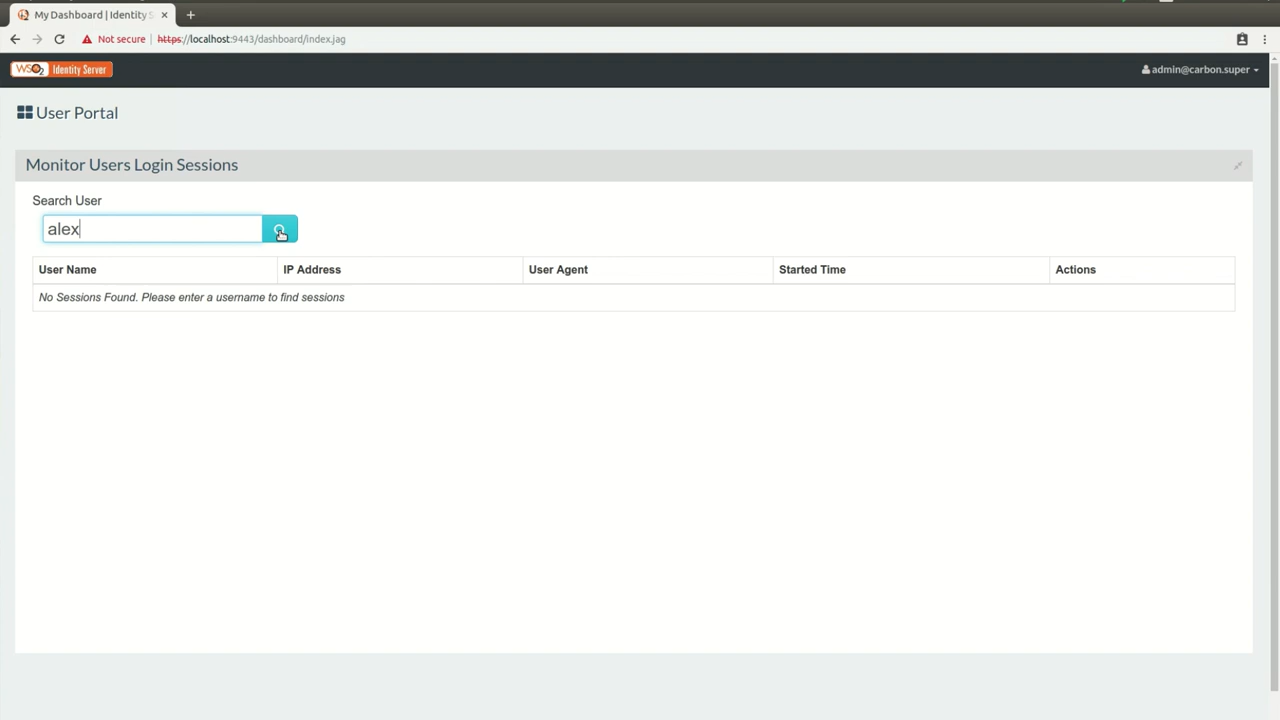 My Dashboard | Identity S
Not secure | https://localhost:9443/dashboard/index.jag
WSO2 Identity Server
admin@carbon.super
User Portal
Monitor Users Login Sessions
Search User
alex
User Name IP Address User Agent Started Time Actions
No Sessions Found. Please enter a username to find sessions